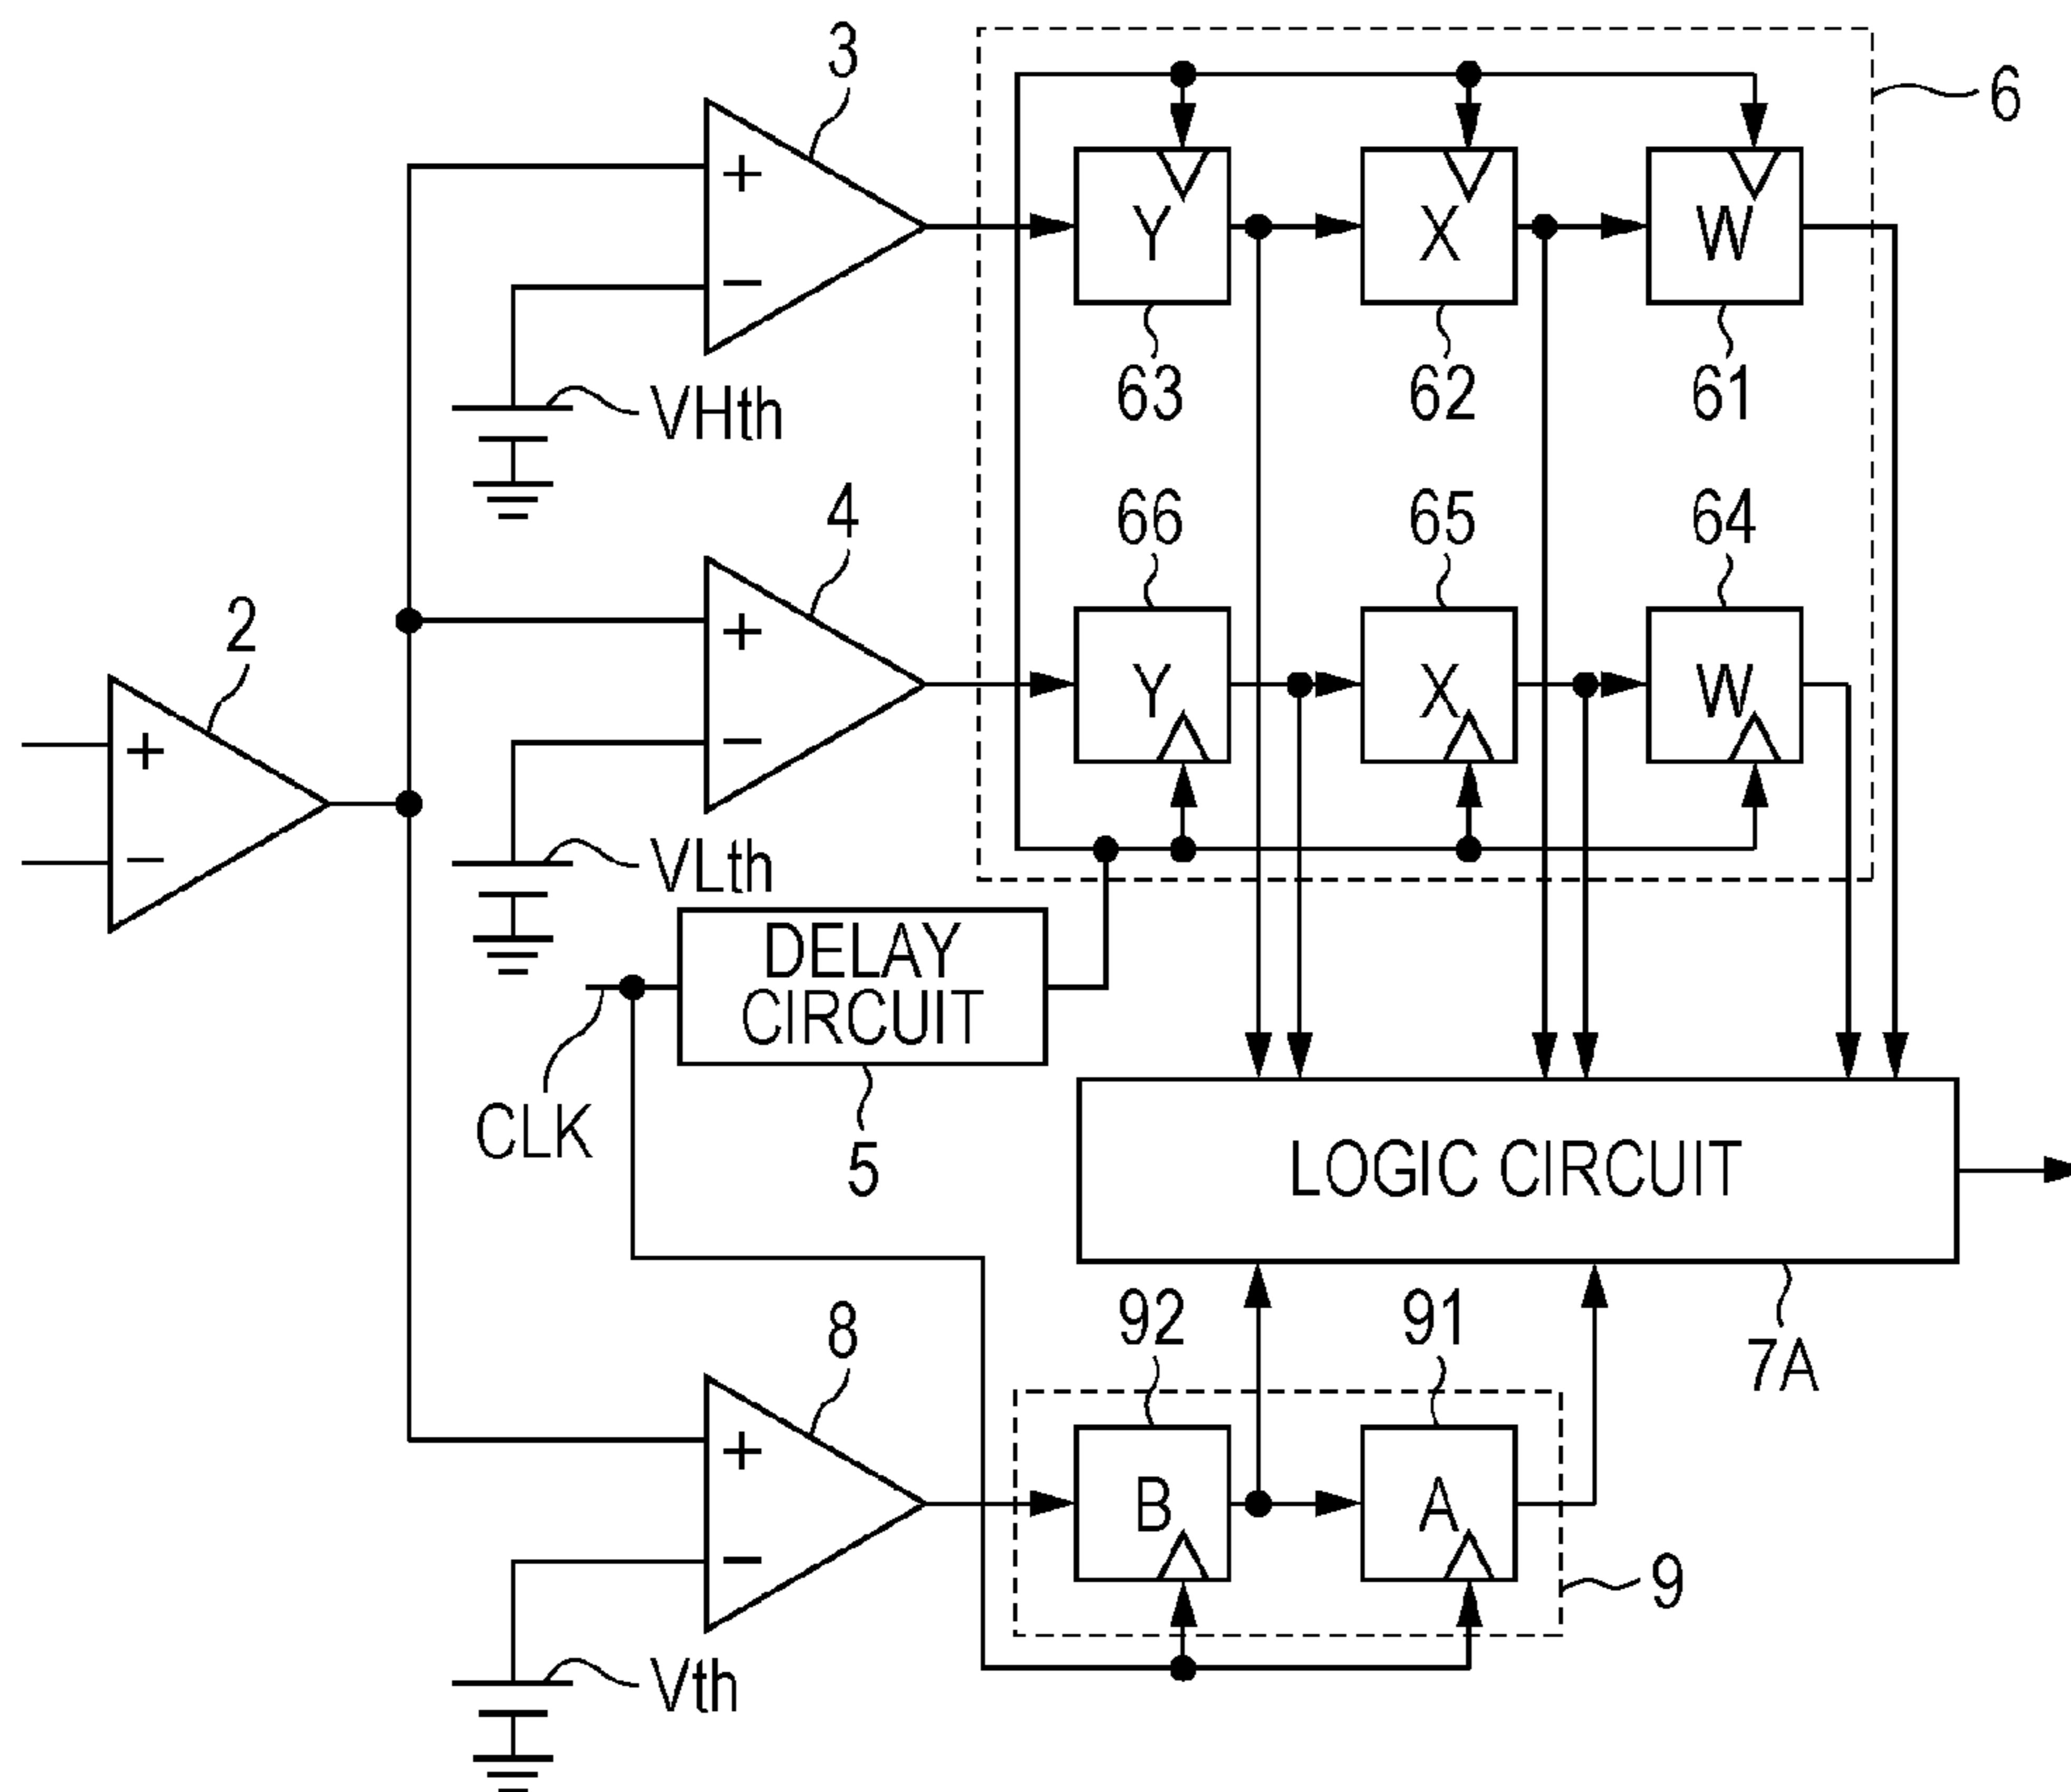 3
6
+
−
Y
X
W
63
62
61
VHth
4
66
65
64
+
−
Y
X
W
2
+
−
VLth
DELAY
CIRCUIT
CLK
5
LOGIC CIRCUIT
7A
8
92
91
+
−
B
A
9
Vth